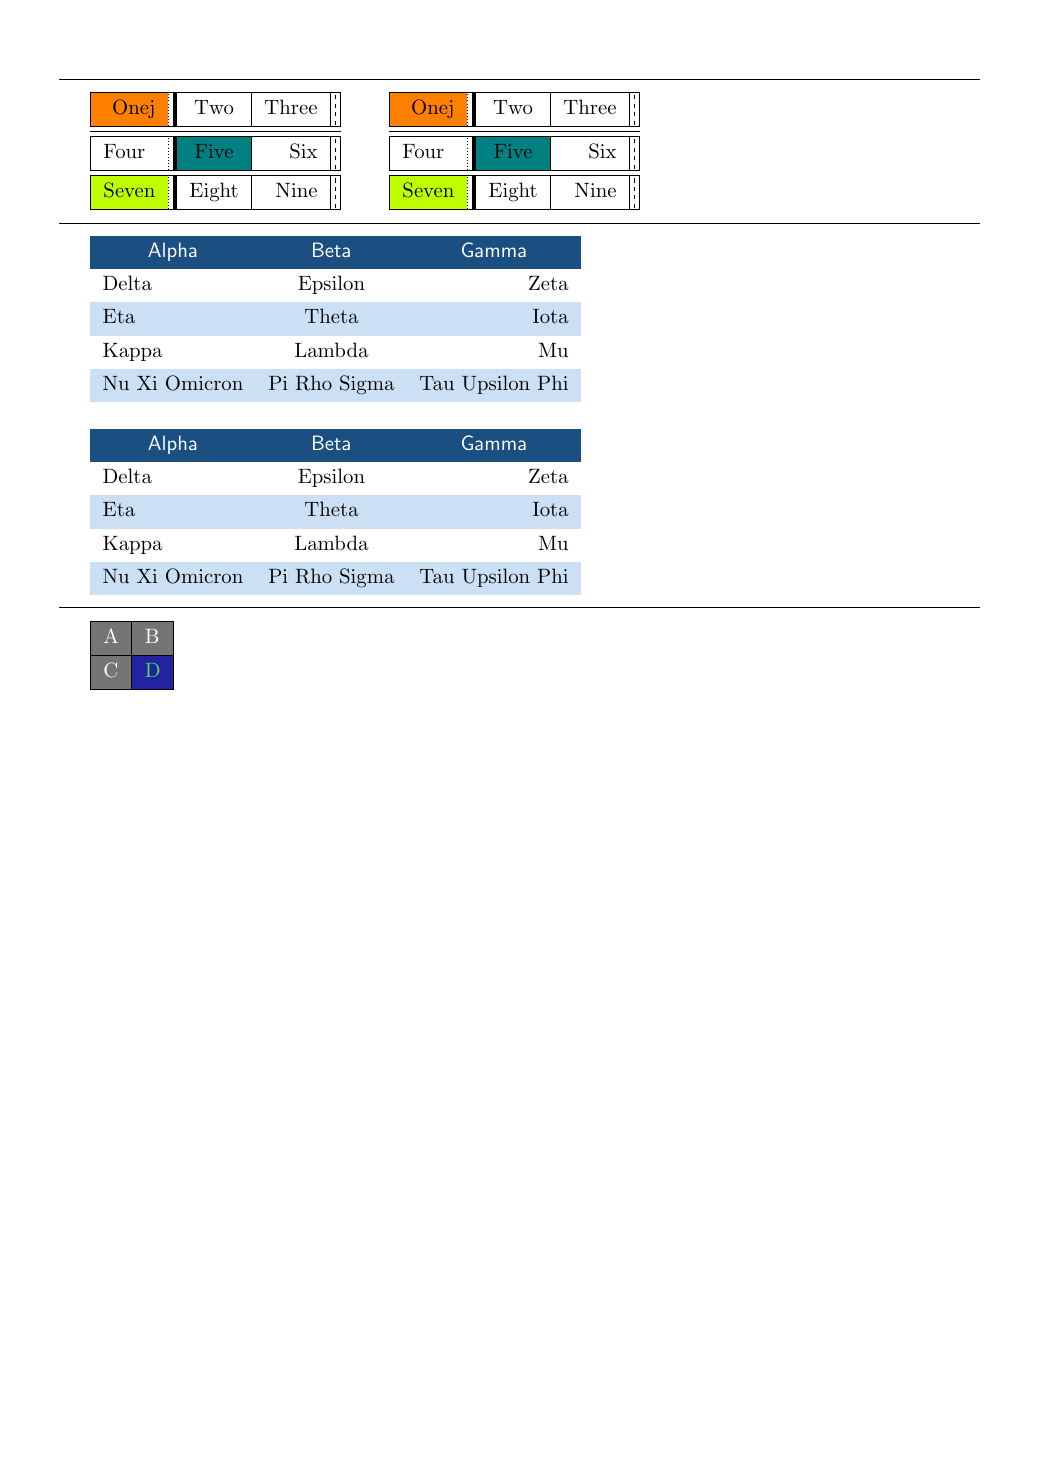 Onej Two Three Onej Two Three
Four Five Six Four Five Six
Seven Eight Nine Seven Eight Nine
Alpha Beta Gamma
Delta Epsilon Zeta
Eta Theta Iota
Kappa Lambda Mu
Nu Xi Omicron Pi Rho Sigma Tau Upsilon Phi
Alpha Beta Gamma
Delta Epsilon Zeta
Eta Theta Iota
Kappa Lambda Mu
Nu Xi Omicron Pi Rho Sigma Tau Upsilon Phi
A B
C D